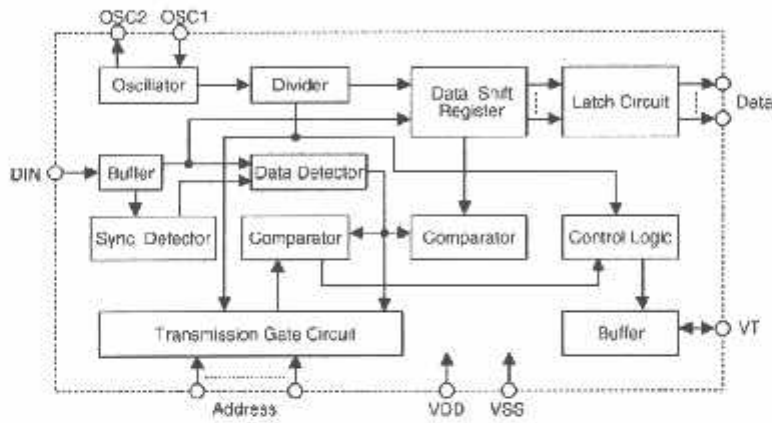 OSC2 OSC1
Oscillator
Divider
Data Shift
Register
Latch Circuit
Data
DIN
Buffer
Data Detector
Sync. Detector
Comparator
Comparator
Control Logic
Transmission Gate Circuit
Buffer
VT
Address
VDD
VSS